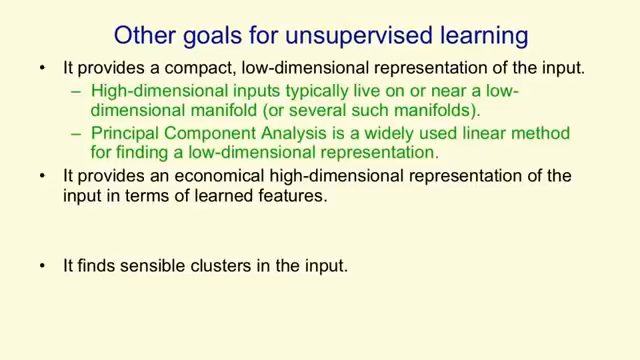 Other goals for unsupervised learning
• It provides a compact, low-dimensional representation of the input.
– High-dimensional inputs typically live on or near a low-
dimensional manifold (or several such manifolds).
– Principal Component Analysis is a widely used linear method
for finding a low-dimensional representation.
• It provides an economical high-dimensional representation of the
input in terms of learned features.
• It finds sensible clusters in the input.